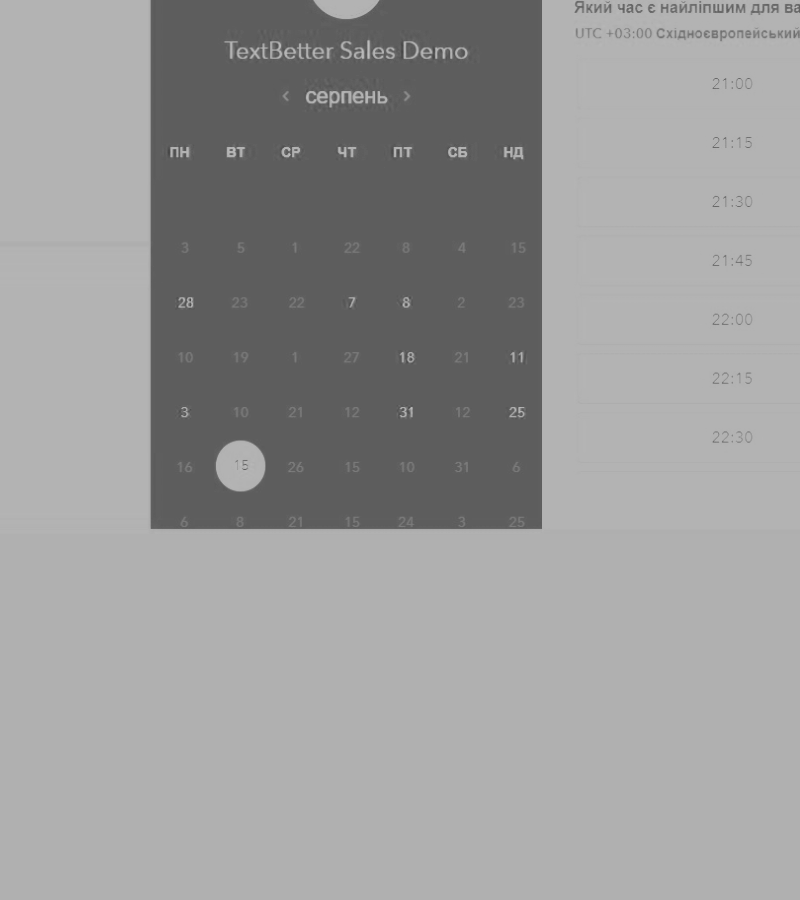 TextBetter Sales Demo
‹ серпень ›
ПН ВТ СР ЧТ ПТ СБ НД
3 5 1 22 8 4 15
28 23 22 7 8 2 23
10 19 1 27 18 21 11
3 10 21 12 31 12 25
16 15 26 15 10 31 6
6 8 21 15 24 3 25
Який час є найліпшим для ва
UTC +03:00 Східноєвропейський
21:00
21:15
21:30
21:45
22:00
22:15
22:30